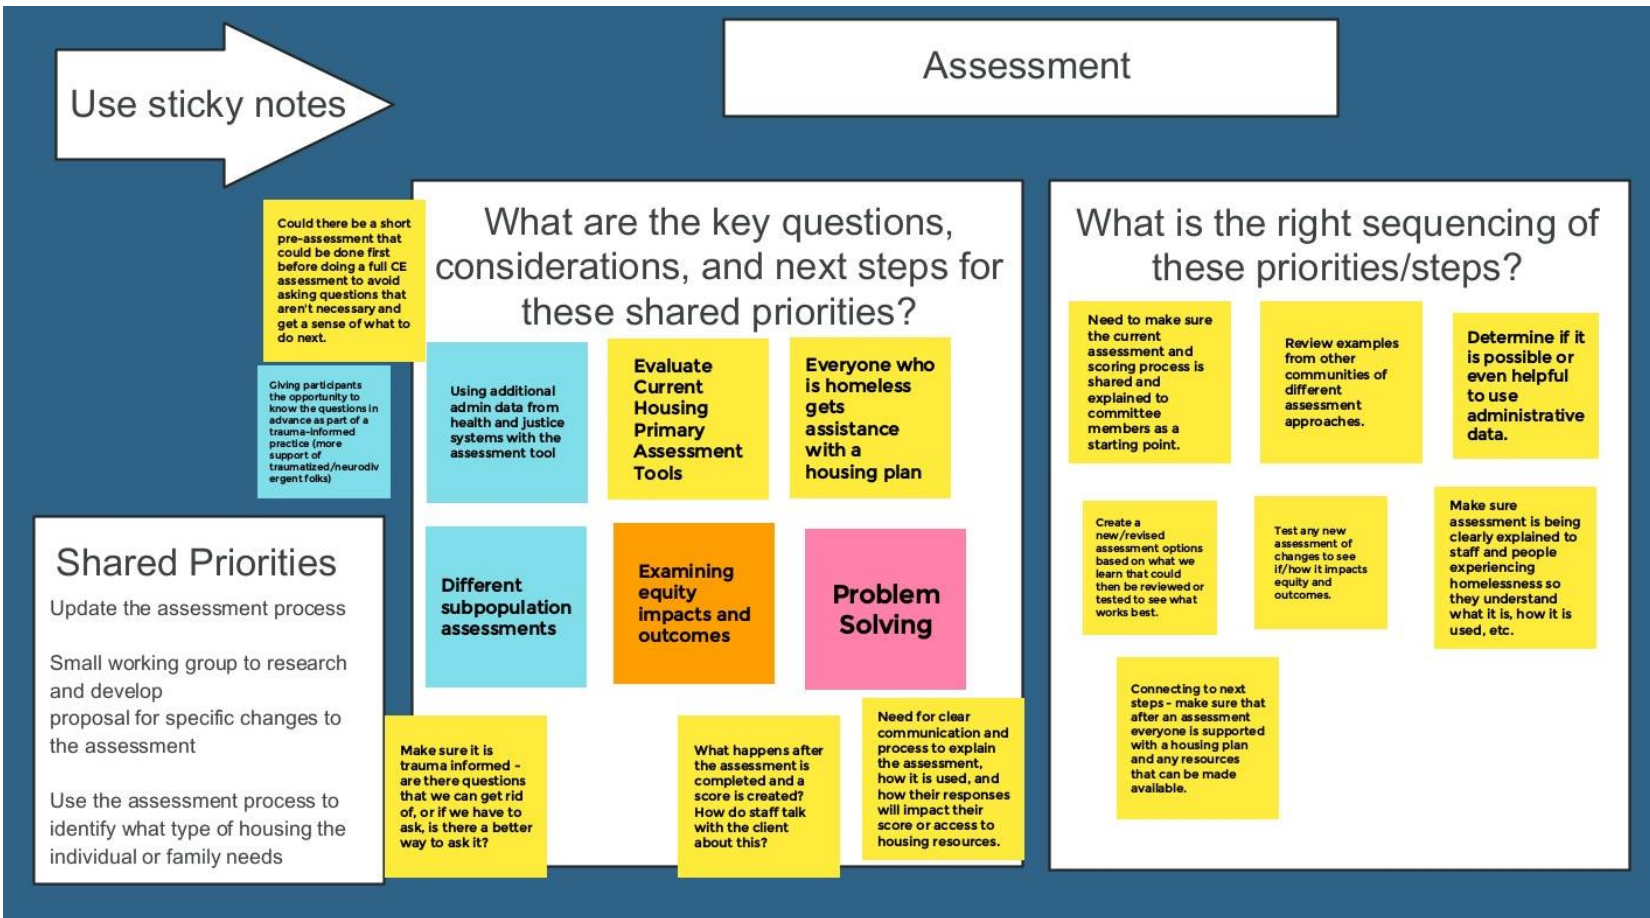 Use sticky notes
Assessment
Could there be a short
pre-assessment that
could be done first
before doing a full CE
assessment to avoid
asking questions that
aren't necessary and
get a sense of what to
do next.
Giving participants
the opportunity to
know the questions in
advance as part of a
trauma-informed
practice (more
support of
traumatized/neurodiv
ergent folks)
Shared Priorities
Update the assessment process
Small working group to research
and develop
proposal for specific changes to
the assessment
Use the assessment process to
identify what type of housing the
individual or family needs
What are the key questions,
considerations, and next steps for
these shared priorities?
Using additional
admin data from
health and justice
systems with the
assessment tool
Evaluate
Current
Housing
Primary
Assessment
Tools
Everyone who
is homeless
gets
assistance
with a
housing plan
Different
subpopulation
assessments
Examining
equity
impacts and
outcomes
Problem
Solving
Make sure it is
trauma informed -
are there questions
that we can get rid
of, or if we have to
ask, is there a better
way to ask it?
What happens after
the assessment is
completed and a
score is created?
How do staff talk
with the client
about this?
Need for clear
communication and
process to explain
the assessment,
how it is used, and
how their responses
will impact their
score or access to
housing resources.
What is the right sequencing of
these priorities/steps?
Need to make sure
the current
assessment and
scoring process is
shared and
explained to
committee
members as a
starting point.
Review examples
from other
communities of
different
assessment
approaches.
Determine if it
is possible or
even helpful
to use
administrative
data.
Create a
new/revised
assessment options
based on what we
learn that could
then be reviewed or
tested to see what
works best.
Test any new
assessment of
changes to see
if/how it impacts
equity and
outcomes.
Make sure
assessment is being
clearly explained to
staff and people
experiencing
homelessness so
they understand
what it is, how it is
used, etc.
Connecting to next
steps - make sure that
after an assessment
everyone is supported
with a housing plan
and any resources
that can be made
available.